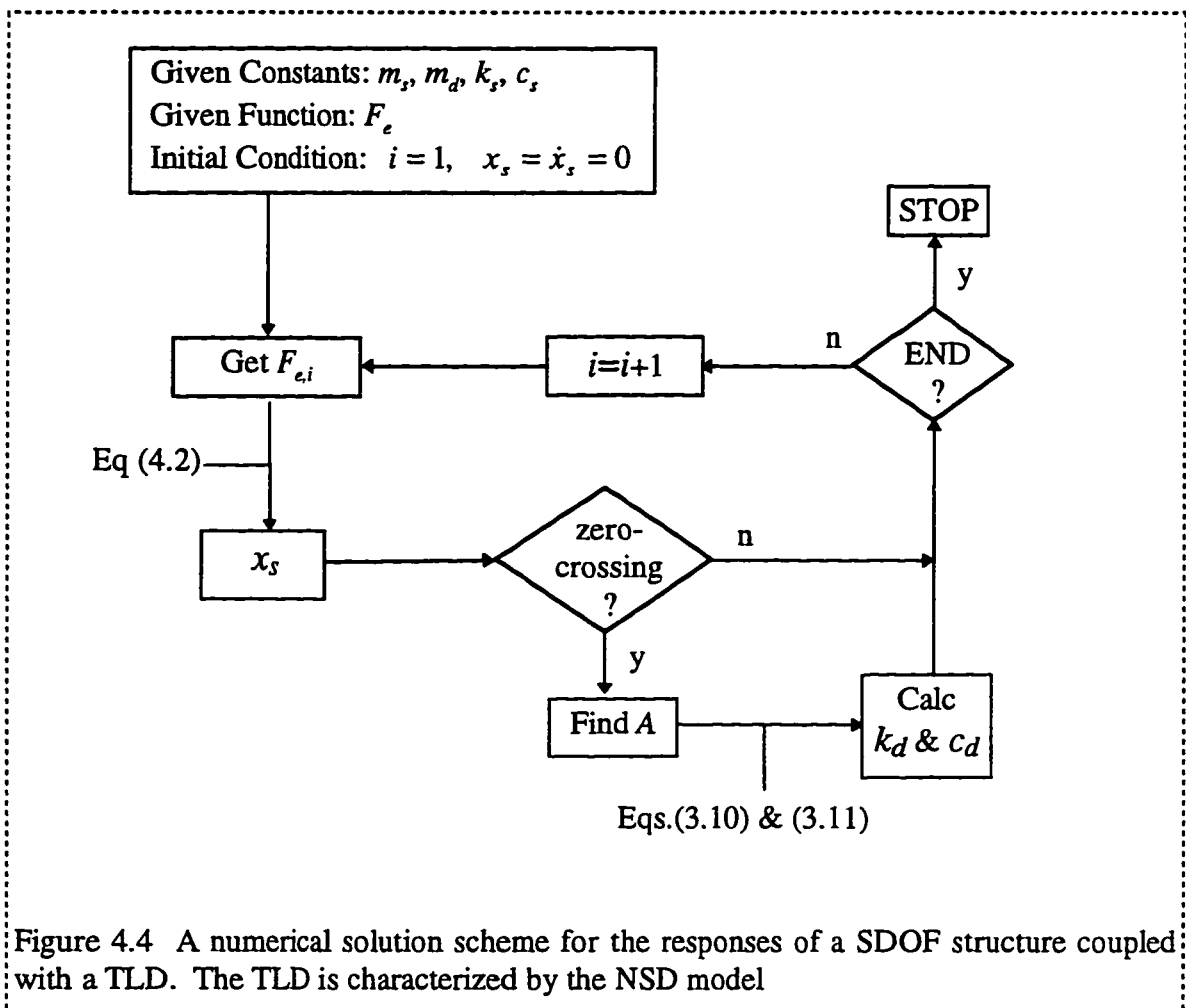 Given Constants: m_s, m_d, k_s, c_s
Given Function: F_e
Initial Condition: i = 1, x_s = ẋ_s = 0
STOP
y
n
END
?
i=i+1
Get F_{e,i}
Eq (4.2)
x_s
zero-
crossing
?
n
y
Find A
Calc
k_d & c_d
Eqs.(3.10) & (3.11)
Figure 4.4 A numerical solution scheme for the responses of a SDOF structure coupled
with a TLD. The TLD is characterized by the NSD model